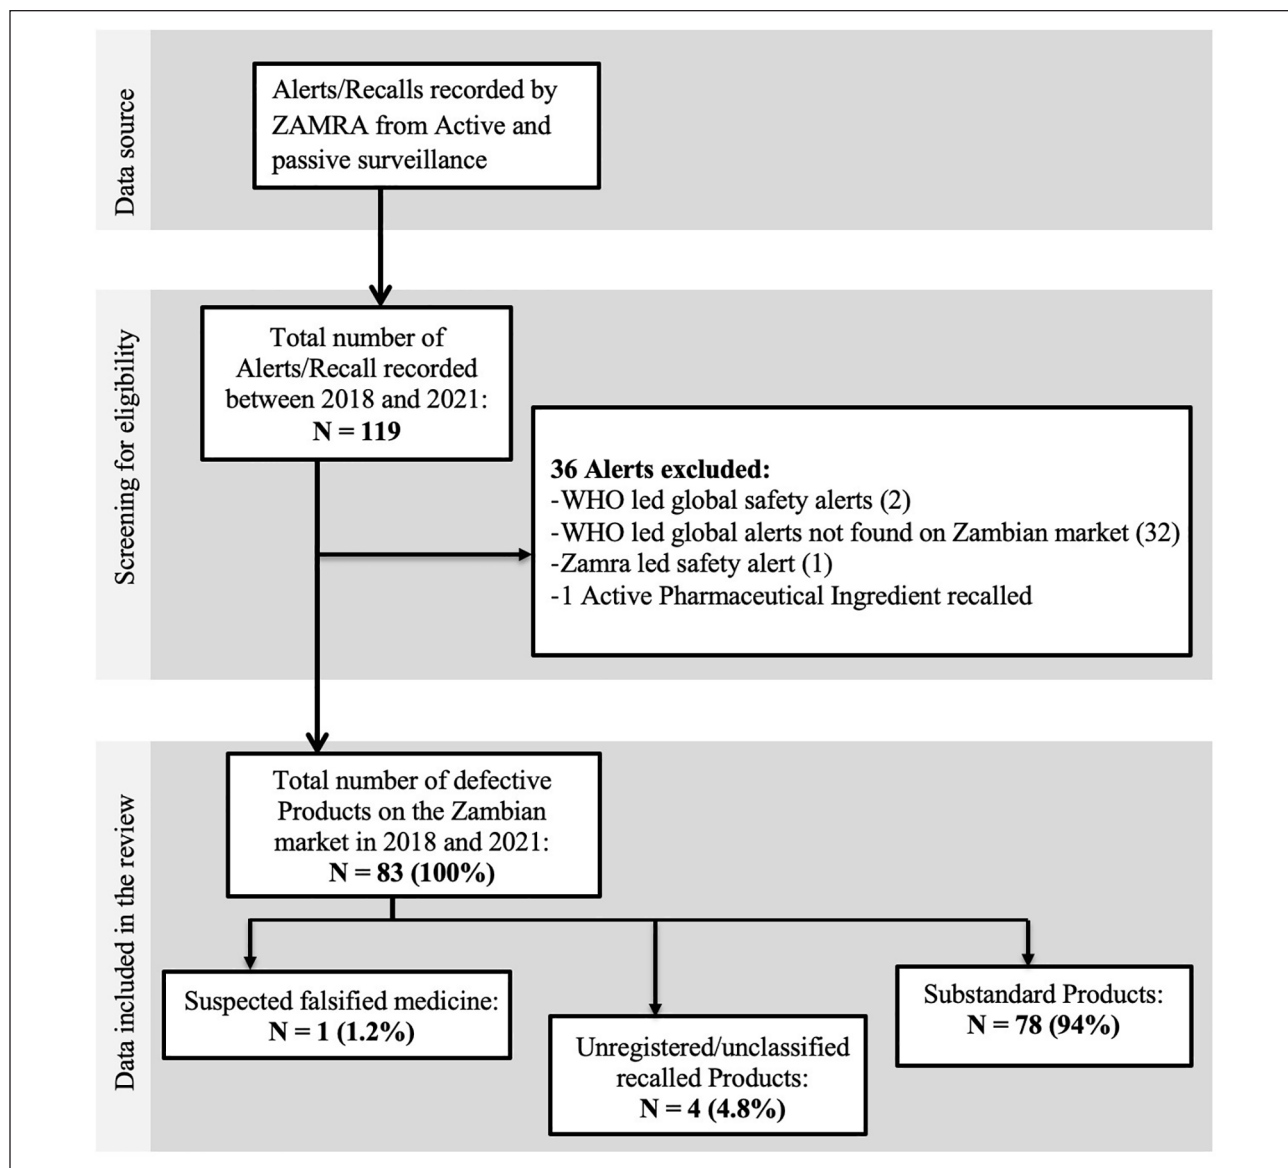 Data source
Alerts/Recalls recorded by
ZAMRA from Active and
passive surveillance
Screening for eligibility
Total number of
Alerts/Recall recorded
between 2018 and 2021:
N = 119
36 Alerts excluded:
-WHO led global safety alerts (2)
-WHO led global alerts not found on Zambian market (32)
-Zamra led safety alert (1)
-1 Active Pharmaceutical Ingredient recalled
Data included in the review
Total number of defective
Products on the Zambian
market in 2018 and 2021:
N = 83 (100%)
Suspected falsified medicine:
N = 1 (1.2%)
Unregistered/unclassified
recalled Products:
N = 4 (4.8%)
Substandard Products:
N = 78 (94%)